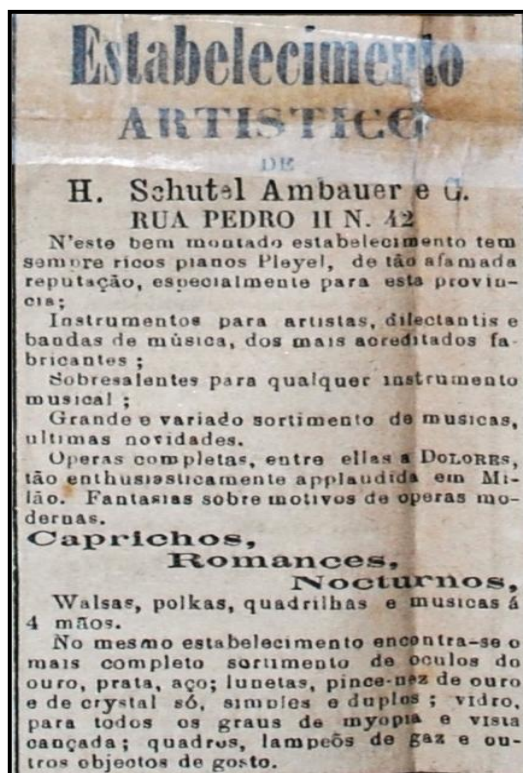 Estabelecimento
ARTISTICO
DE
H. Schutel Ambauer e C.
RUA PEDRO II N. 42
N'este bem montado estabelecimento tem
sempre ricos pianos Pleyel, de tão afamada
reputação, especialmente para esta provin-
cia;
Instrumentos para artistas, dilectantis e
bandas de música, dos mais acreditados fa-
bricantes ;
Sobresalentes para qualquer instrumento
musical ;
Grande e variado sortimento de musicas,
ultimas novidades.
Operas completas, entre ellas a DOLORES,
tão enthusiasticamente applaudida em Mi-
lão. Fantasias sobre motivos de operas mo-
dernas.
Caprichos,
Romances,
Nocturnos,
Walsas, polkas, quadrilhas e musicas á
4 mãos.
No mesmo estabelecimento encontra-se o
mais completo sortimento de oculos do
ouro, prata, aço; lunetas, pince-nez de ouro
e de crystal só, simples e duplos ; vidro,
para todos os graus de myopia e vista
cançada; quadros, lampeõs de gaz e ou-
tros objectos de gosto.